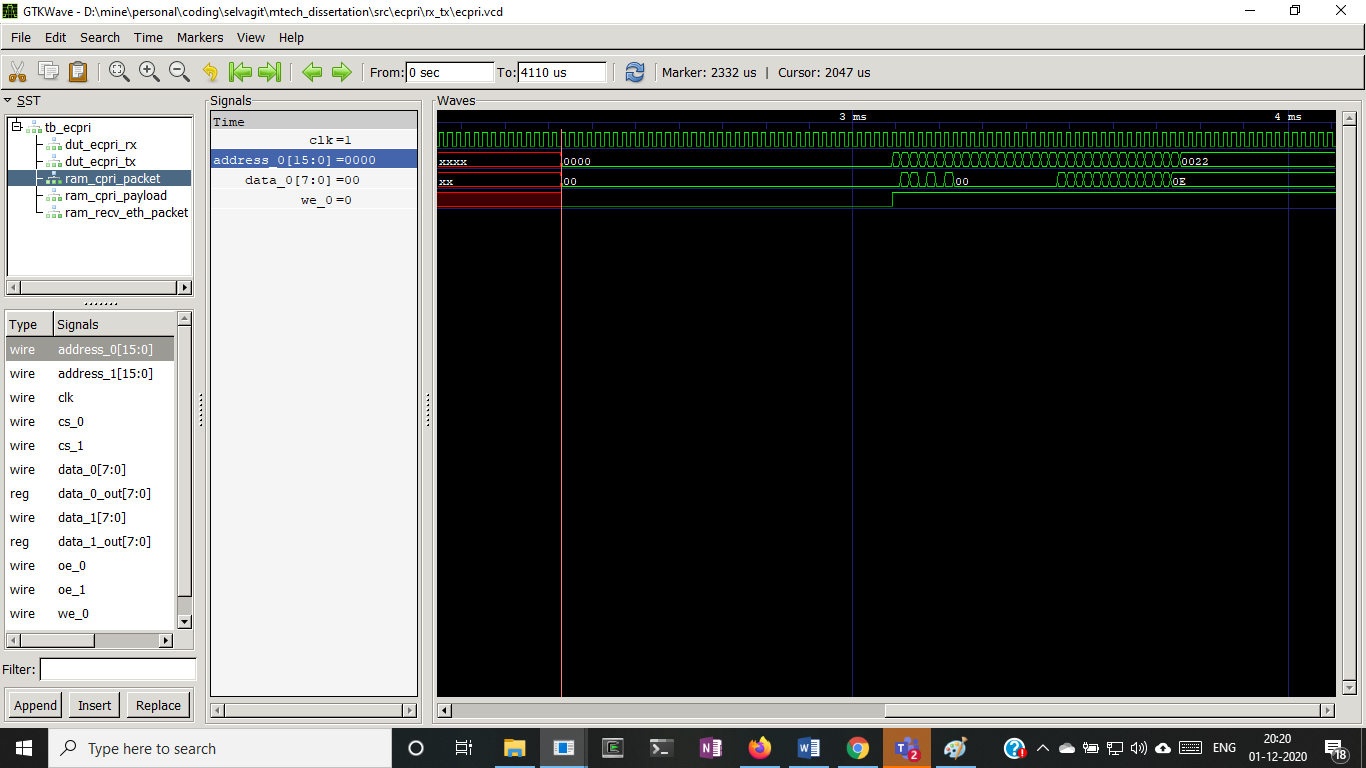 GTKWave - D:\mine\personal\coding\selvagit\mtech_dissertation\src\ecpri\rx_tx\ecpri.vcd
File Edit Search Time Markers View Help
From: 0 sec To: 4110 us Marker: 2332 us | Cursor: 2047 us
SST
tb_ecpri
dut_ecpri_rx
dut_ecpri_tx
ram_cpri_packet
ram_cpri_payload
ram_recv_eth_packet
Type Signals
wire address_0[15:0]
wire address_1[15:0]
wire clk
wire cs_0
wire cs_1
wire data_0[7:0]
reg data_0_out[7:0]
wire data_1[7:0]
reg data_1_out[7:0]
wire oe_0
wire oe_1
wire we_0
Filter:
Append Insert Replace
Signals
Time
clk =1
address_0[15:0] =0000
data_0[7:0] =00
we_0 =0
Waves
3 ms 4 ms
xxxx 0000 0022
xx 00 00 0E
Type here to search
2
ENG
20:20
01-12-2020
18